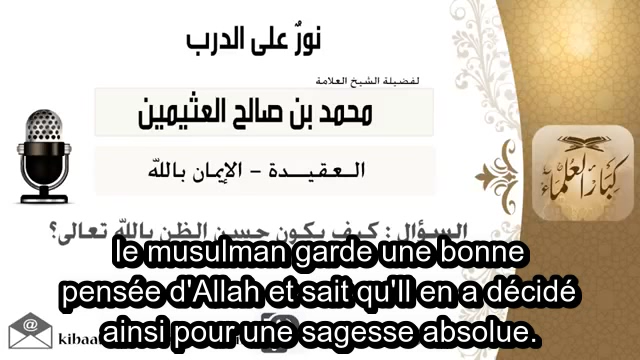 نورٌ على الدرب
لفضيلة الشيخ العلامة
محمد بن صالح العثيمين
العقيدة - الإيمان بالله
كبار العلماء
السؤال : كيف يكون حسن الظن بالله تعالى؟
le musulman garde une bonne
pensée d'Allah et sait qu'Il en a décidé
ainsi pour une sagesse absolue.